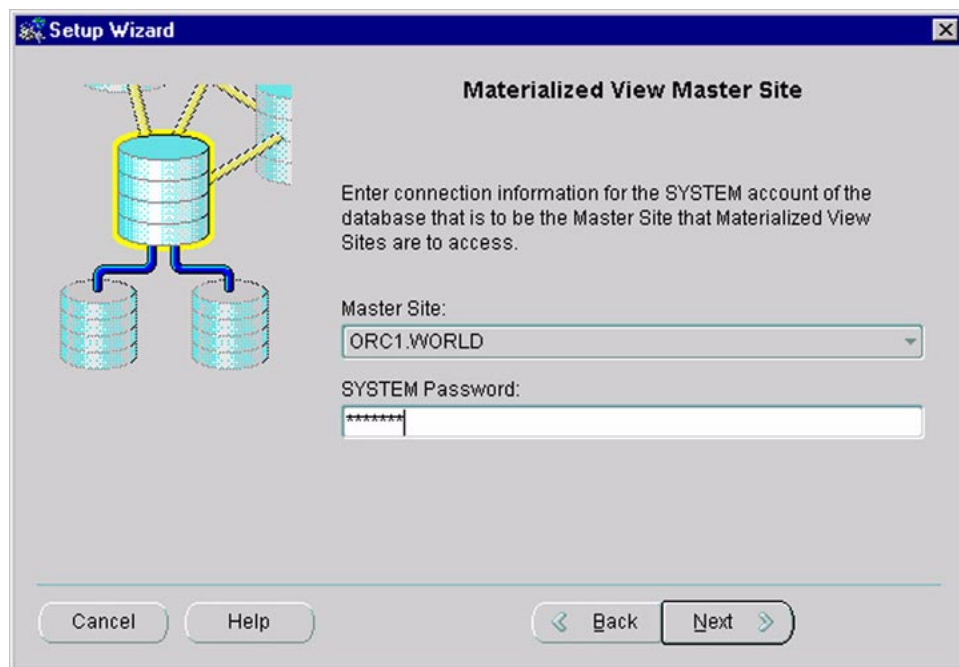 Setup Wizard
Materialized View Master Site
Enter connection information for the SYSTEM account of the
database that is to be the Master Site that Materialized View
Sites are to access.
Master Site:
ORC1.WORLD
SYSTEM Password:
*******
Cancel Help Back Next